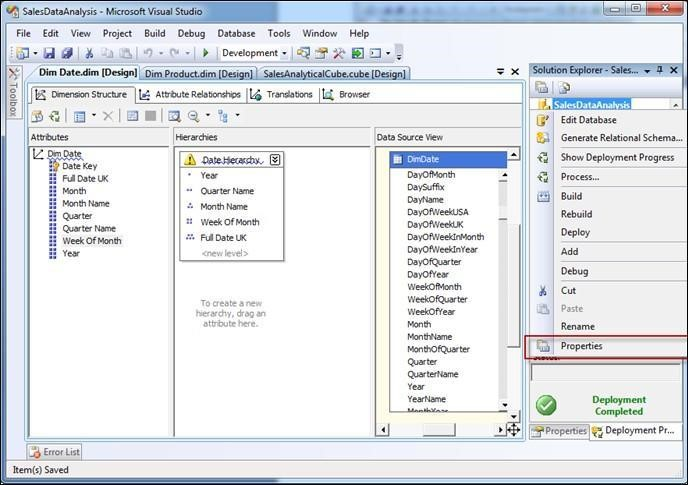 SalesDataAnalysis - Microsoft Visual Studio
File Edit View Project Build Debug Database Tools Window Help
Development
Toolbox
Dim Date.dim [Design] Dim Product.dim [Design] SalesAnalyticalCube.cube [Design]
Dimension Structure Attribute Relationships Translations Browser
Attributes
Dim Date
Date Key
Full Date UK
Month
Month Name
Quarter
Quarter Name
Week Of Month
Year
Hierarchies
Date Hierarchy
Year
Quarter Name
Month Name
Week Of Month
Full Date UK
<new level>
To create a new
hierarchy, drag an
attribute here.
Data Source View
DimDate
DayOfMonth
DaySuffix
DayName
DayOfWeekUSA
DayOfWeekUK
DayOfWeekInMonth
DayOfWeekInYear
DayOfQuarter
DayOfYear
WeekOfMonth
WeekOfQuarter
WeekOfYear
Month
MonthName
MonthOfQuarter
Quarter
QuarterName
Year
YearName
MonthYear
Solution Explorer - Sales...
SalesDataAnalysis
Edit Database
Generate Relational Schema...
Show Deployment Progress
Process...
Build
Rebuild
Deploy
Add
Debug
Cut
Paste
Rename
Properties
Status:
Deployment
Completed
Properties Deployment Pr...
Error List
Item(s) Saved